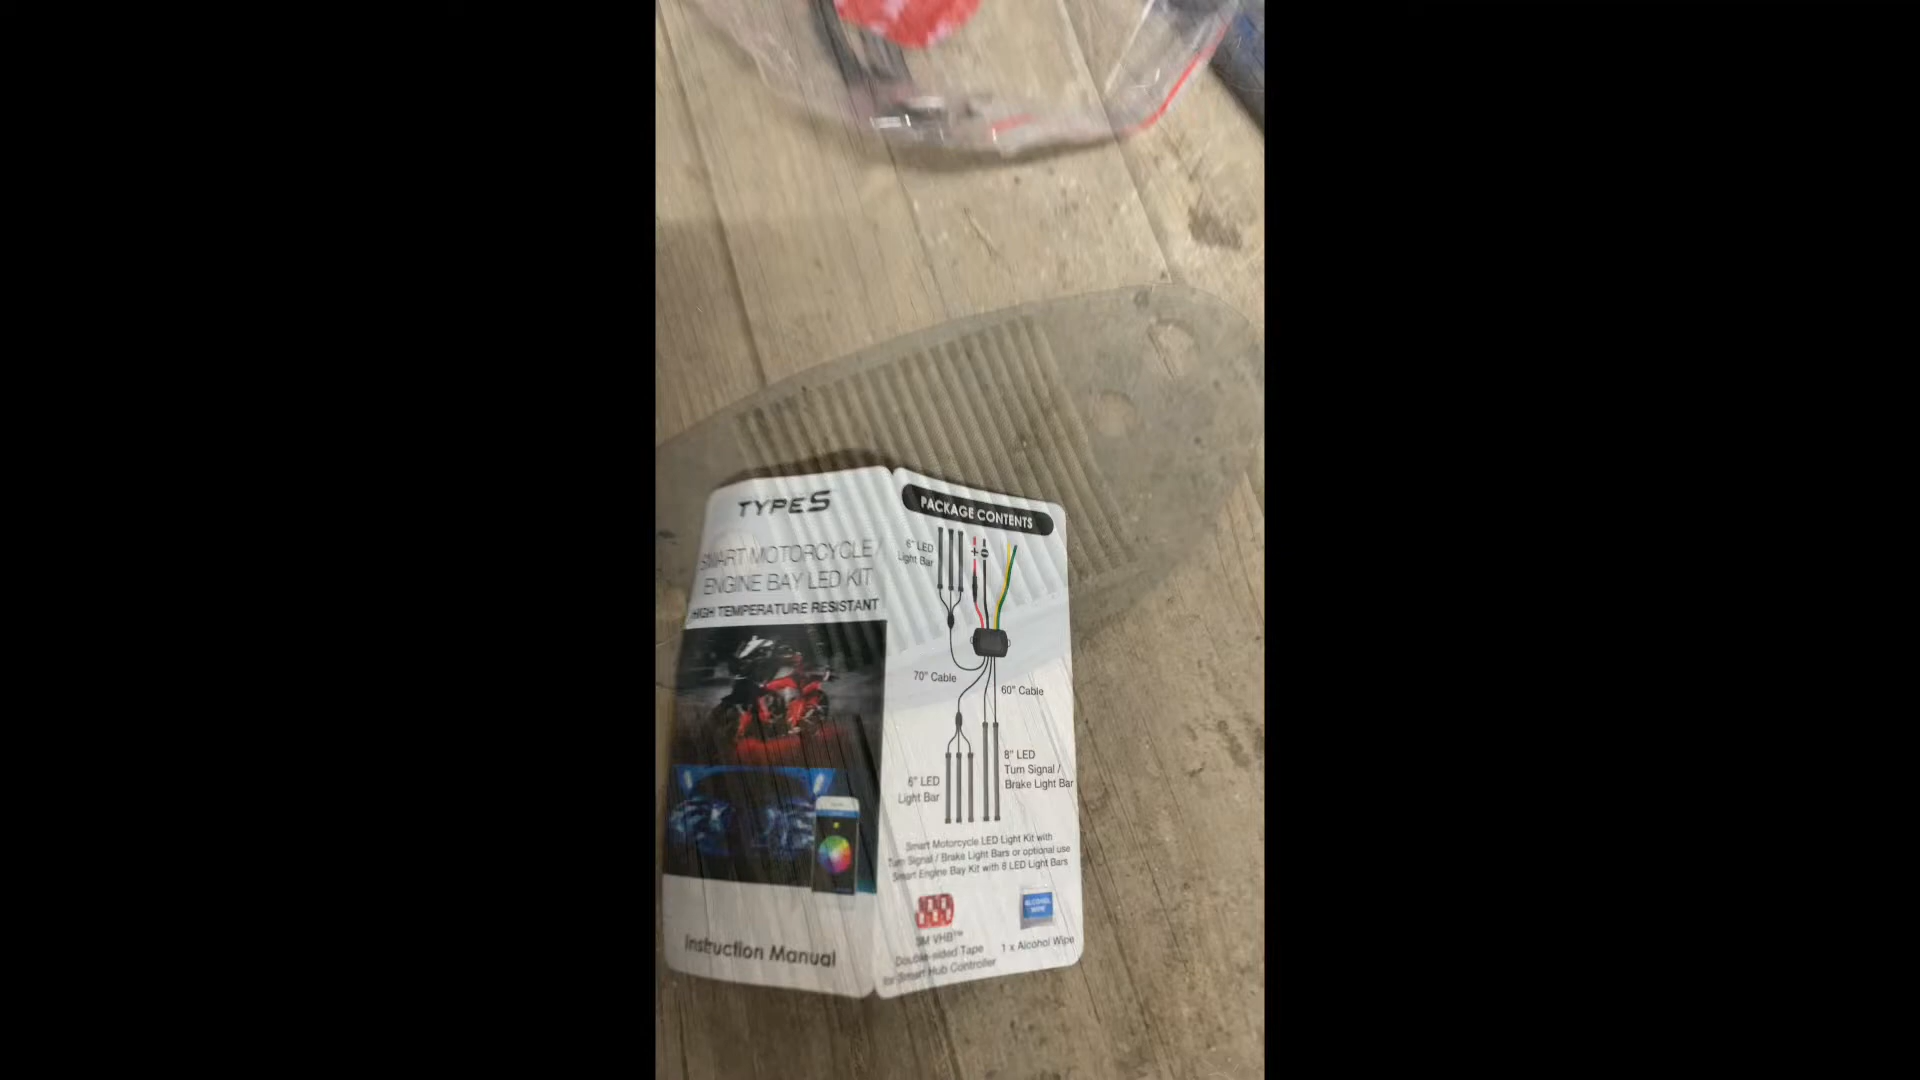 TYPES
SMART MOTORCYCLE /
ENGINE BAY LED KIT
HIGH TEMPERATURE RESISTANT
Instruction Manual
PACKAGE CONTENTS
6" LED
Light Bar
70" Cable
60" Cable
8" LED
Turn Signal /
Brake Light Bar
6" LED
Light Bar
Smart Motorcycle LED Light Kit with
Turn Signal / Brake Light Bars or optional use
Smart Engine Bay Kit with 8 LED Light Bars
ALCOHOL
WIPE
3M VHB™
Double-sided Tape
for Smart Hub Controller
1 x Alcohol Wipe